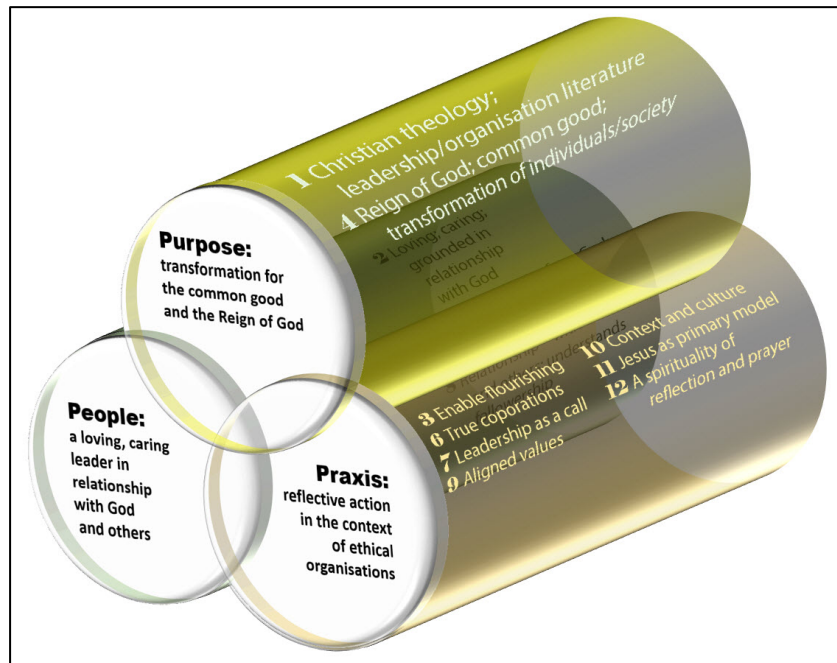 1 Christian theology;
leadership/organisation literature
4 Reign of God; common good;
transformation of individuals/society
Purpose:
transformation for
the common good
and the Reign of God
2 Loving; caring;
grounded in
relationship
with God
People:
a loving, caring
leader in
relationship
with God
and others
Praxis:
reflective action
in the context
of ethical
organisations
3 Enable flourishing
6 True coporations
7 Leadership as a call
9 Aligned values
10 Context and culture
11 Jesus as primary model
12 A spirituality of
reflection and prayer